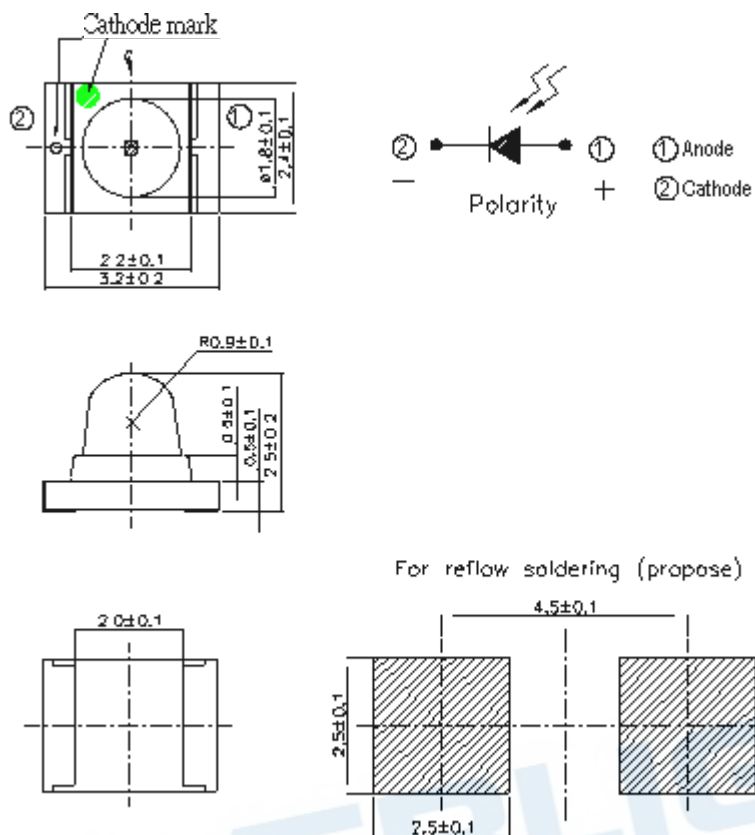 Cathode mark
②
①
ø1.8±0.1
2.4±0.1
2.2±0.1
3.2±0.2
②
①
①Anode
−
+
②Cathode
Polarity
R0.9±0.1
0.5±0.1
0.5±0.1
2.5±0.2
For reflow soldering (propose)
2.0±0.1
4.5±0.1
2.5±0.1
2.5±0.1